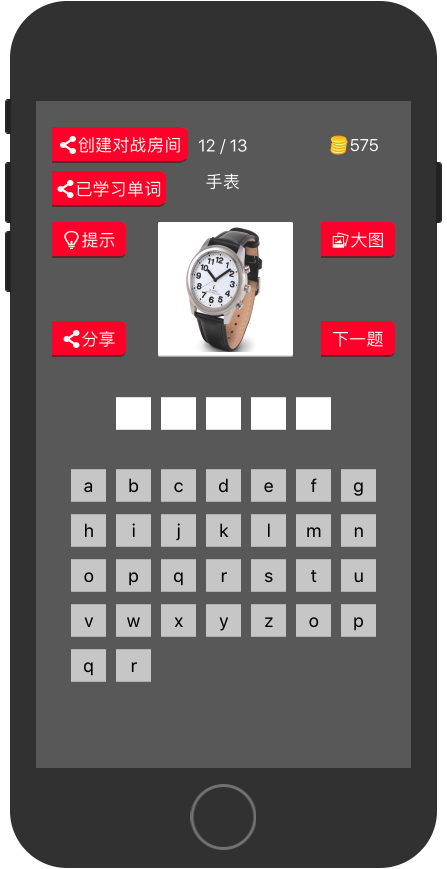 创建对战房间 12 / 13 575
已学习单词 手表
提示 大图
分享 下一题
a b c d e f g
h i j k l m n
o p q r s t u
v w x y z o p
q r